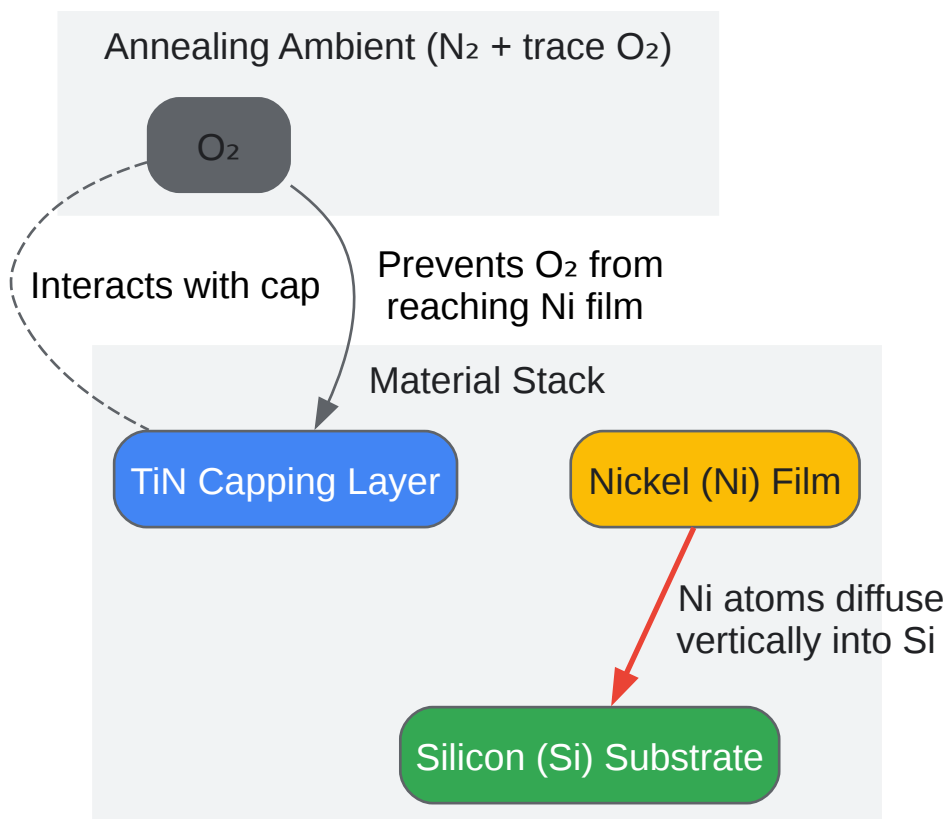 Annealing Ambient (N₂ + trace O₂)
O₂
Interacts with cap
Prevents O₂ from
reaching Ni film
Material Stack
TiN Capping Layer
Nickel (Ni) Film
Ni atoms diffuse
vertically into Si
Silicon (Si) Substrate